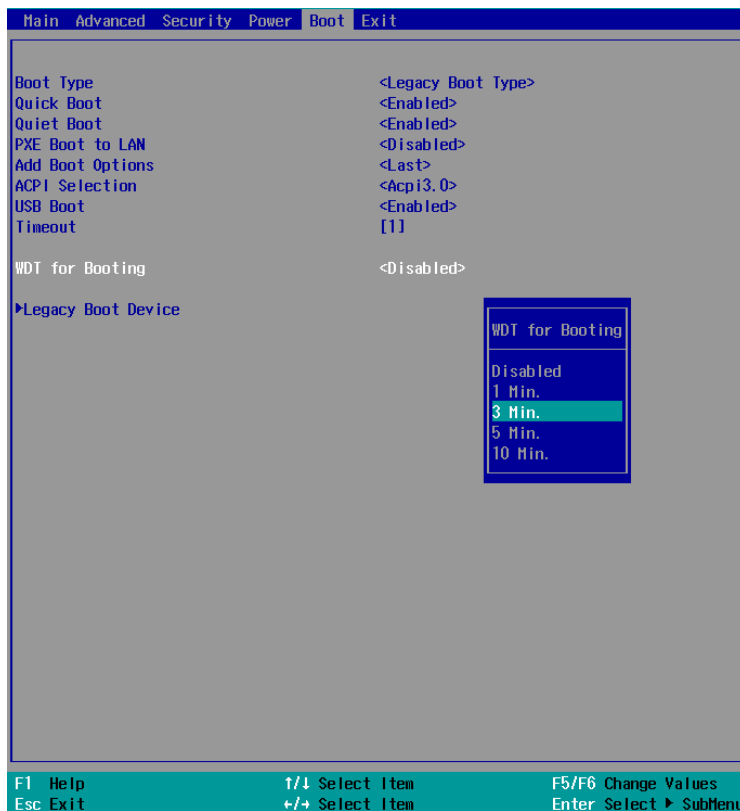 Main Advanced Security Power Boot Exit
Boot Type <Legacy Boot Type>
Quick Boot <Enabled>
Quiet Boot <Enabled>
PXE Boot to LAN <Disabled>
Add Boot Options <Last>
ACPI Selection <Acpi3.0>
USB Boot <Enabled>
Timeout [1]
WDT for Booting <Disabled>
▶Legacy Boot Device
WDT for Booting
Disabled
1 Min.
3 Min.
5 Min.
10 Min.
F1 Help ↑/↓ Select Item F5/F6 Change Values
Esc Exit ←/→ Select Item Enter Select ▶ SubMenu